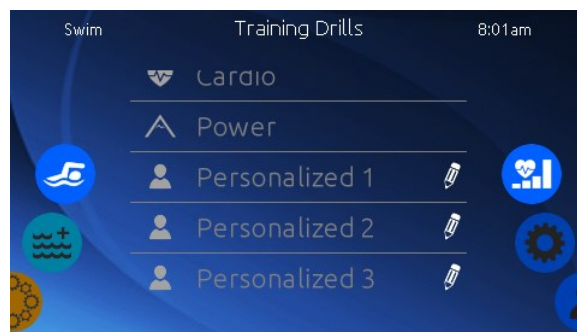 Swim
Training Drills
8:01am
Cardio
Power
Personalized 1
Personalized 2
Personalized 3